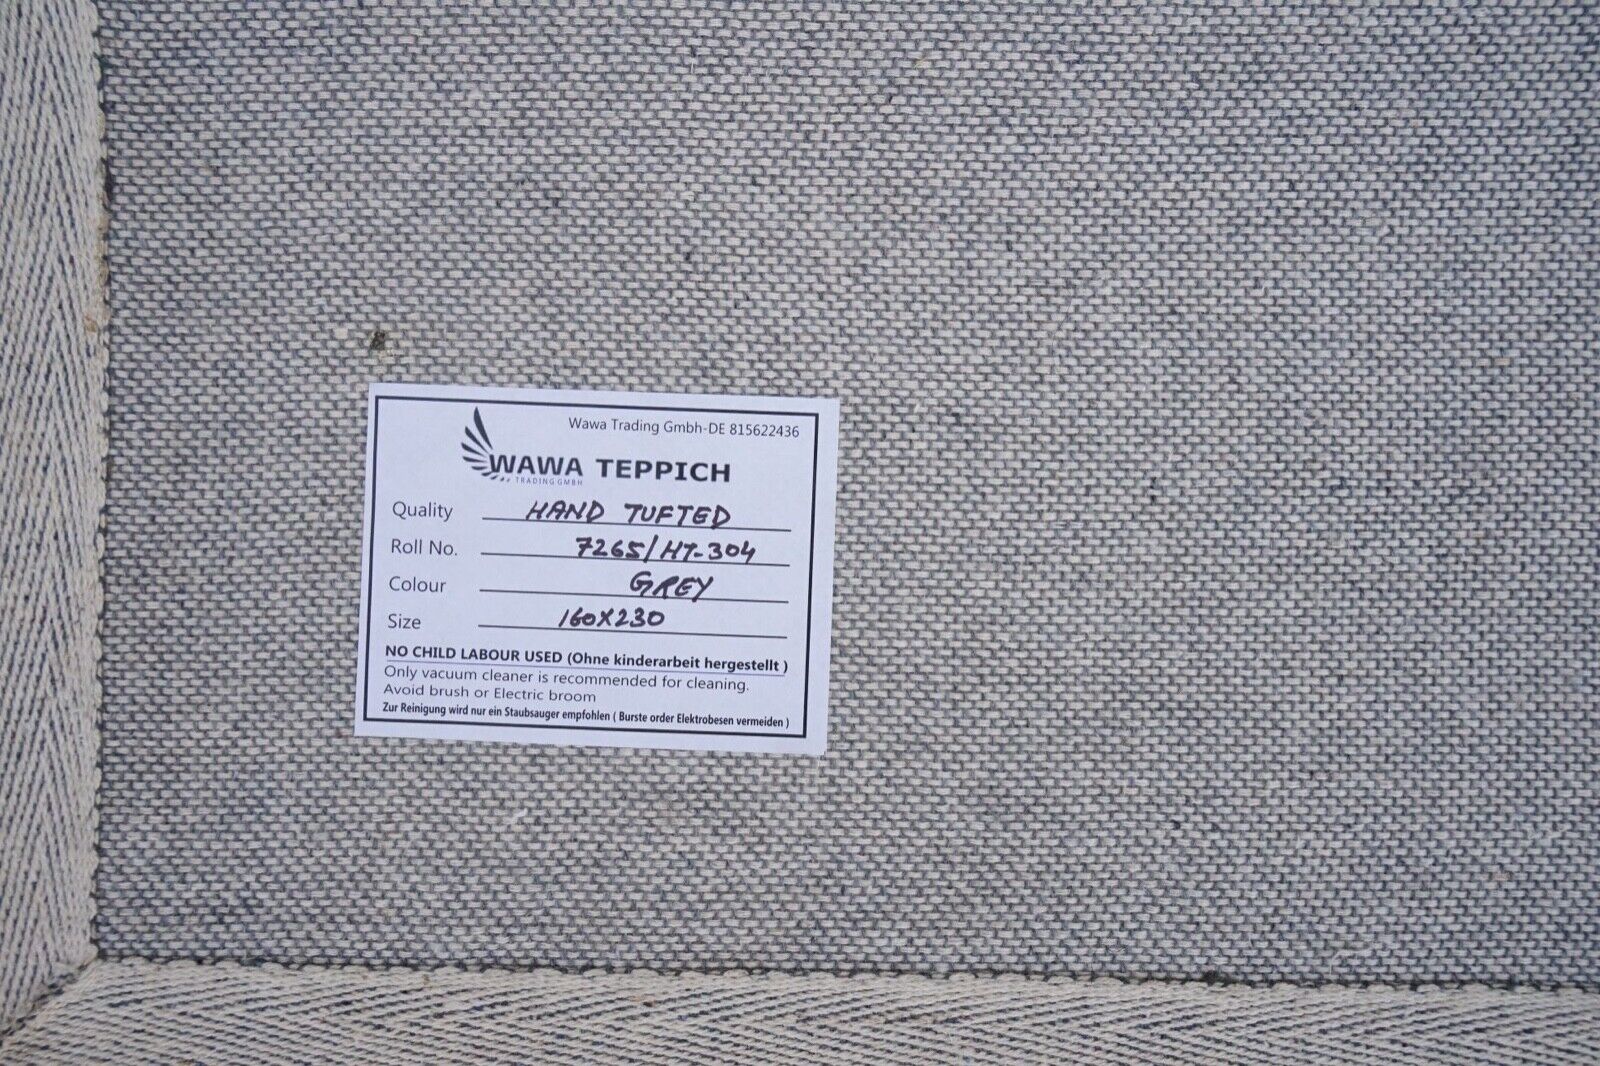 Wawa Trading Gmbh-DE 815622436
WAWA TEPPICH
TRADING GMBH
Quality HAND TUFTED
Roll No. 7265/HT-304
Colour GREY
Size 160X230
NO CHILD LABOUR USED (Ohne kinderarbeit hergestellt )
Only vacuum cleaner is recommended for cleaning.
Avoid brush or Electric broom
Zur Reinigung wird nur ein Staubsauger empfohlen ( Burste order Elektrobesen vermeiden )